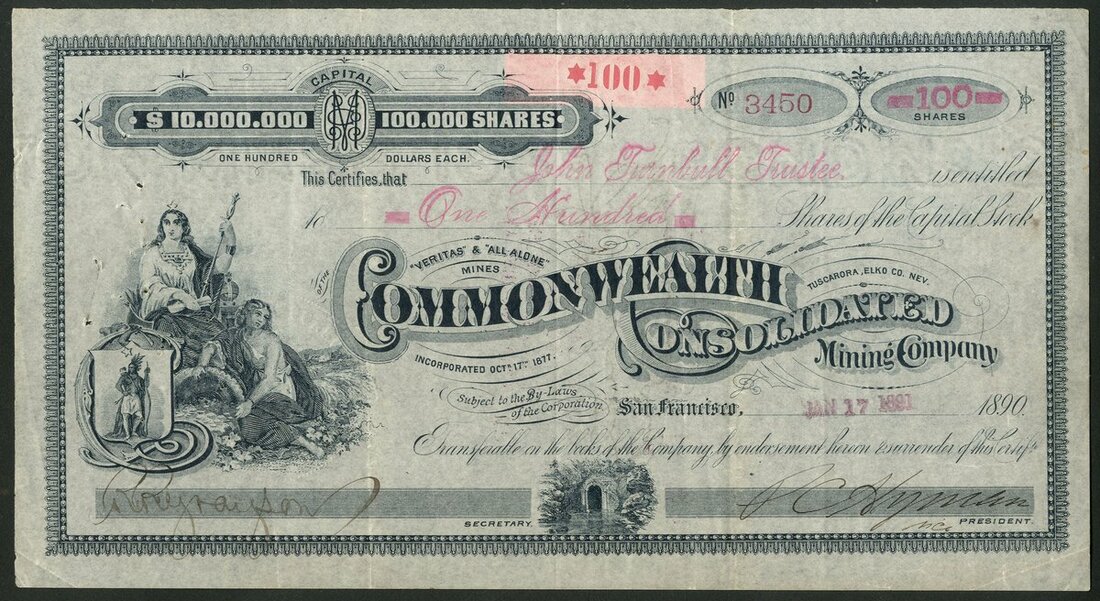 CAPITAL
$ 10.000.000 100.000 SHARES
ONE HUNDRED DOLLARS EACH.
★100★
No 3450
100
SHARES
This Certifies, that John Turnbull Trustee. is entitled
to One Hundred Shares of the Capital Stock
OF THE
"VERITAS" & "ALL ALONE"
MINES
COMMONWEALTH
TUSCARORA, ELKO CO. NEV.
CONSOLIDATED
Mining Company
INCORPORATED OCT. 17TH 1877.
Subject to the By-Laws
of the Corporation
San Francisco, JAN 17 1891 1890
Transferable on the books of the Company, by endorsement hereon & surrender of this certif
SECRETARY
VICE PRESIDENT.